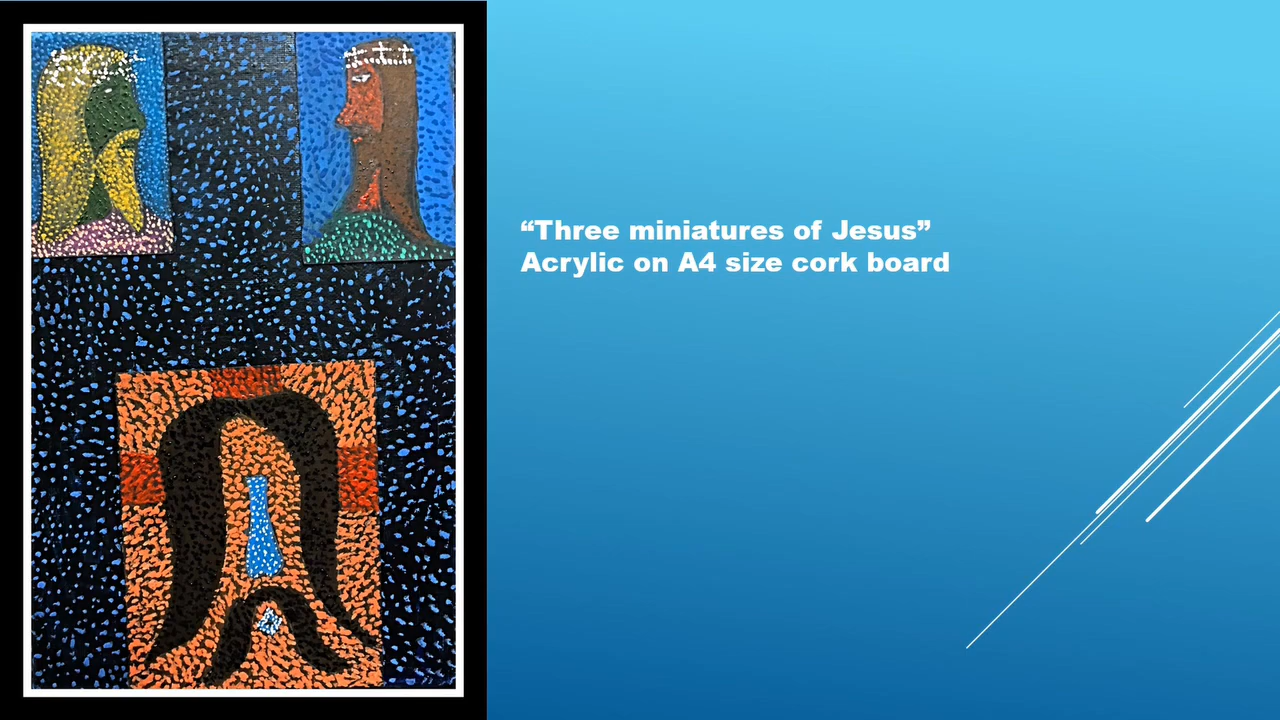 “Three miniatures of Jesus”
Acrylic on A4 size cork board